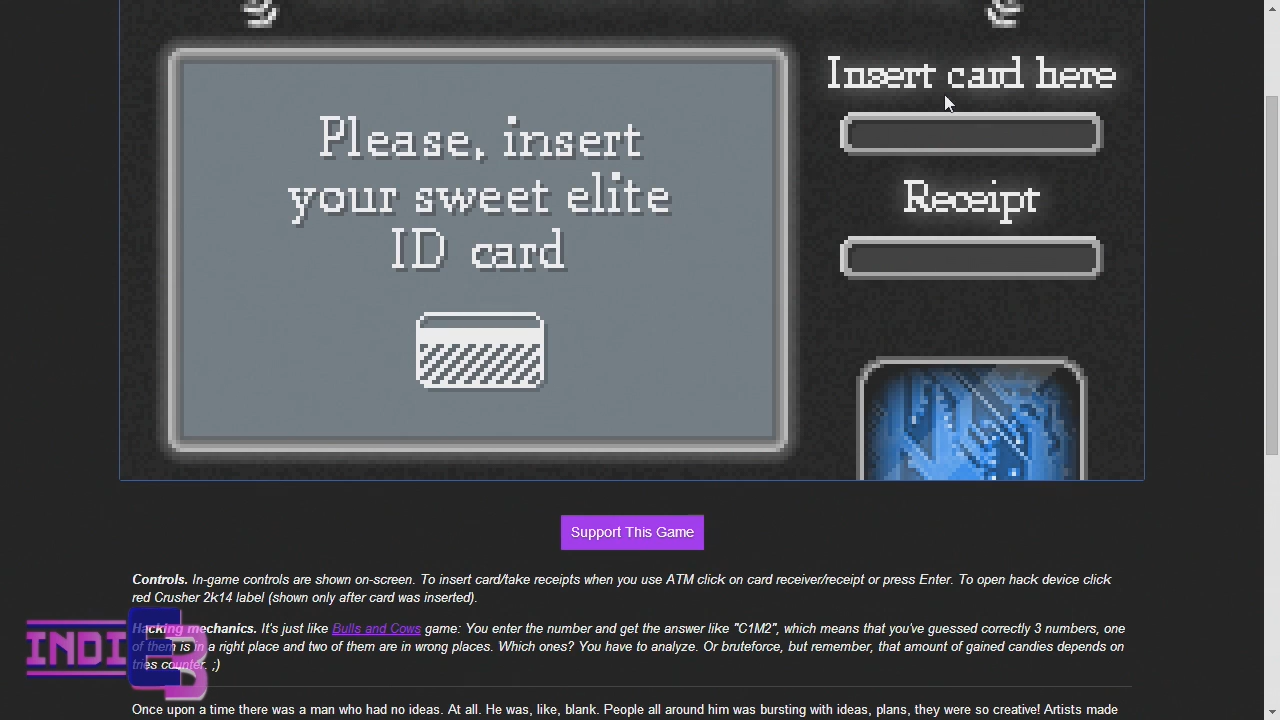 Insert card here
Please, insert
your sweet elite
ID card
Receipt
Support This Game
Controls. In-game controls are shown on-screen. To insert card/take receipts when you use ATM click on card receiver/receipt or press Enter. To open hack device click
red Crusher 2k14 label (shown only after card was inserted).
Hacking mechanics. It's just like Bulls and Cows game: You enter the number and get the answer like "C1M2", which means that you've guessed correctly 3 numbers, one
of them is in a right place and two of them are in wrong places. Which ones? You have to analyze. Or bruteforce, but remember, that amount of gained candies depends on
tries counter. ;)
Once upon a time there was a man who had no ideas. At all. He was, like, blank. People all around him was bursting with ideas, plans, they were so creative! Artists made
INDIE